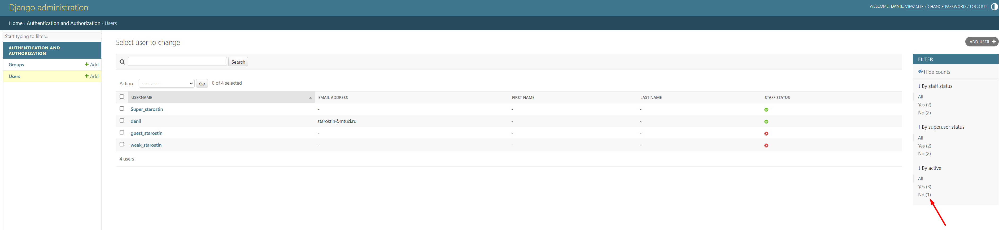 Django administration
WELCOME, DANIL. VIEW SITE / CHANGE PASSWORD / LOG OUT
Home › Authentication and Authorization › Users
Start typing to filter...
AUTHENTICATION AND
AUTHORIZATION
Groups + Add
Users + Add
Select user to change
ADD USER +
Search
Action: --------- Go 0 of 4 selected
USERNAME EMAIL ADDRESS FIRST NAME LAST NAME STAFF STATUS
Super_starostin - - -
danil starostin@mtuci.ru - -
guest_starostin - - -
weak_starostin - - -
4 users
FILTER
Hide counts
↓ By staff status
All
Yes (2)
No (2)
↓ By superuser status
All
Yes (2)
No (2)
↓ By active
All
Yes (3)
No (1)